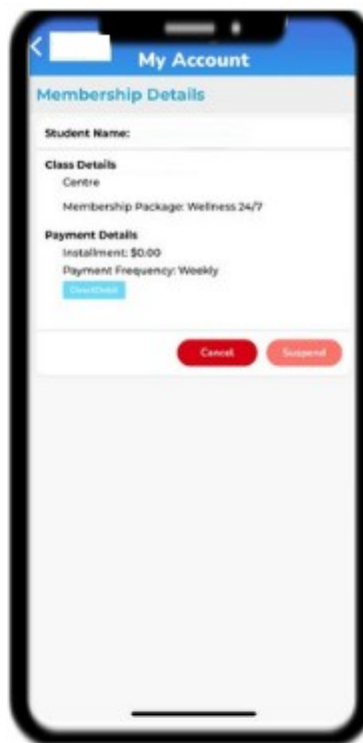 My Account
Membership Details
Student Name:
Class Details
Centre
Membership Package: Wellness 24/7
Payment Details
Installment: $0.00
Payment Frequency: Weekly
DirectDebit
Cancel
Suspend